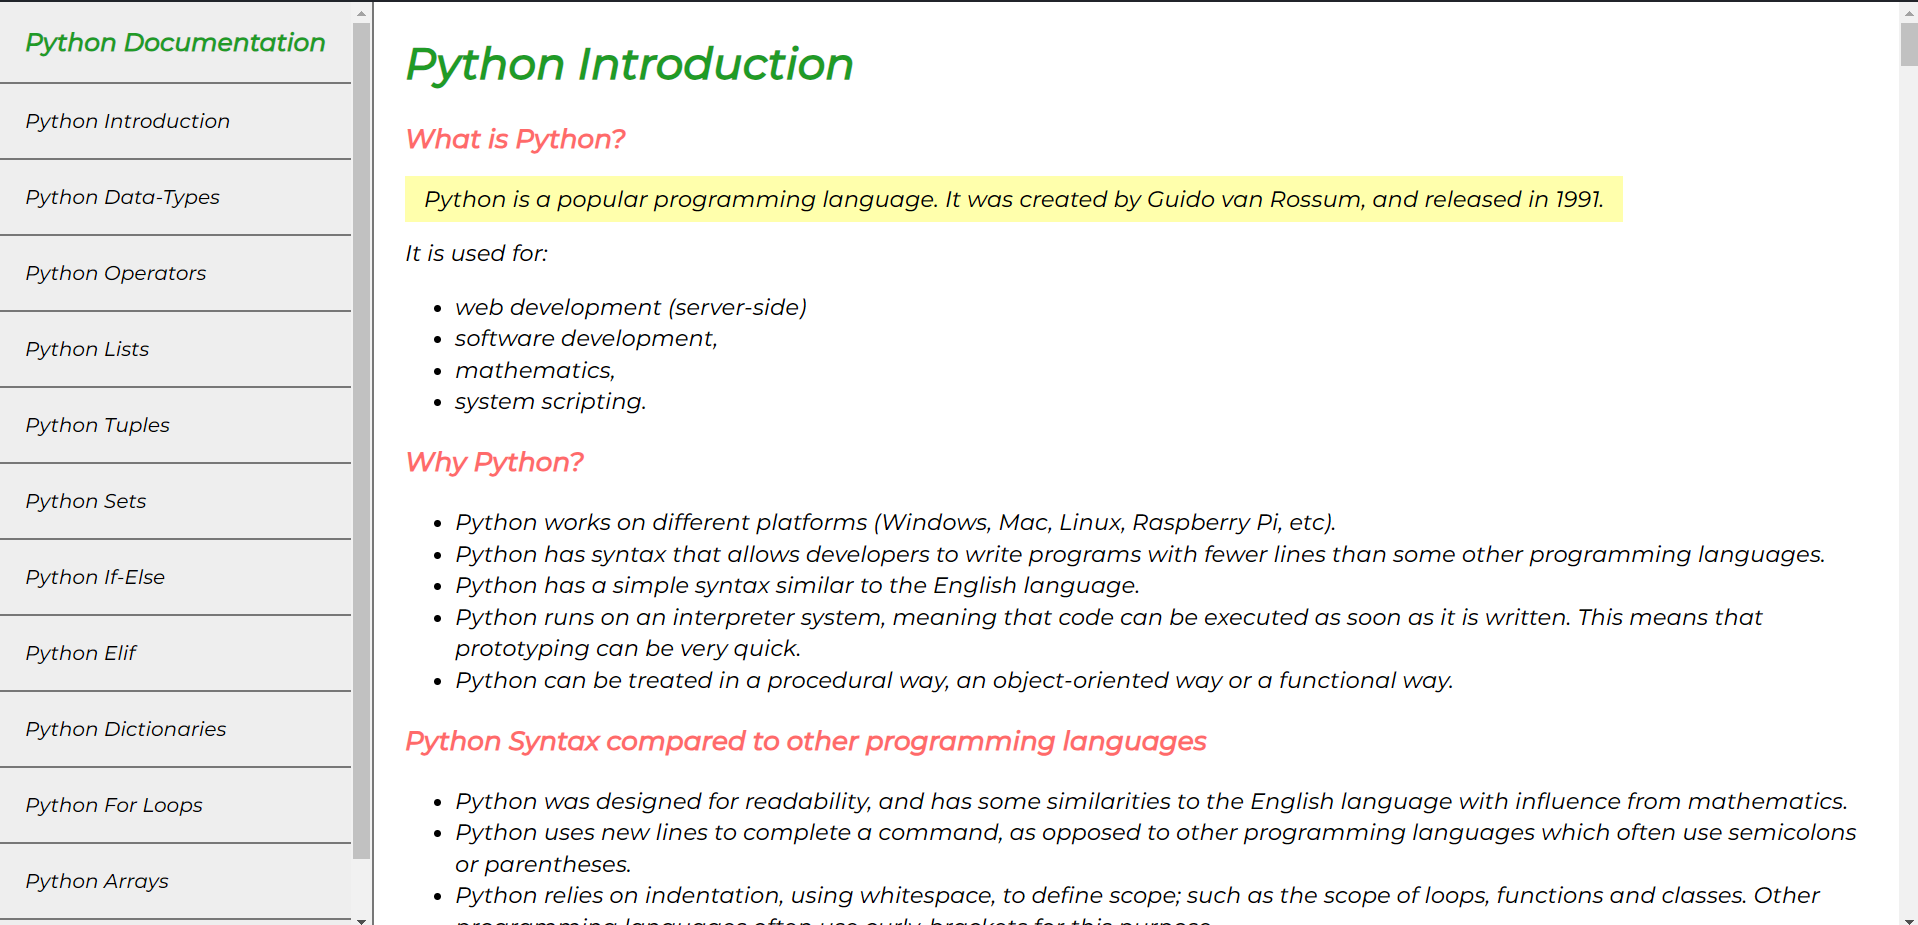 Python Documentation
Python Introduction
Python Data-Types
Python Operators
Python Lists
Python Tuples
Python Sets
Python If-Else
Python Elif
Python Dictionaries
Python For Loops
Python Arrays
Python Introduction
What is Python?
Python is a popular programming language. It was created by Guido van Rossum, and released in 1991.
It is used for:
web development (server-side)
software development,
mathematics,
system scripting.
Why Python?
Python works on different platforms (Windows, Mac, Linux, Raspberry Pi, etc).
Python has syntax that allows developers to write programs with fewer lines than some other programming languages.
Python has a simple syntax similar to the English language.
Python runs on an interpreter system, meaning that code can be executed as soon as it is written. This means that
prototyping can be very quick.
Python can be treated in a procedural way, an object-oriented way or a functional way.
Python Syntax compared to other programming languages
Python was designed for readability, and has some similarities to the English language with influence from mathematics.
Python uses new lines to complete a command, as opposed to other programming languages which often use semicolons
or parentheses.
Python relies on indentation, using whitespace, to define scope; such as the scope of loops, functions and classes. Other
programming languages often use curly-brackets for this purpose.